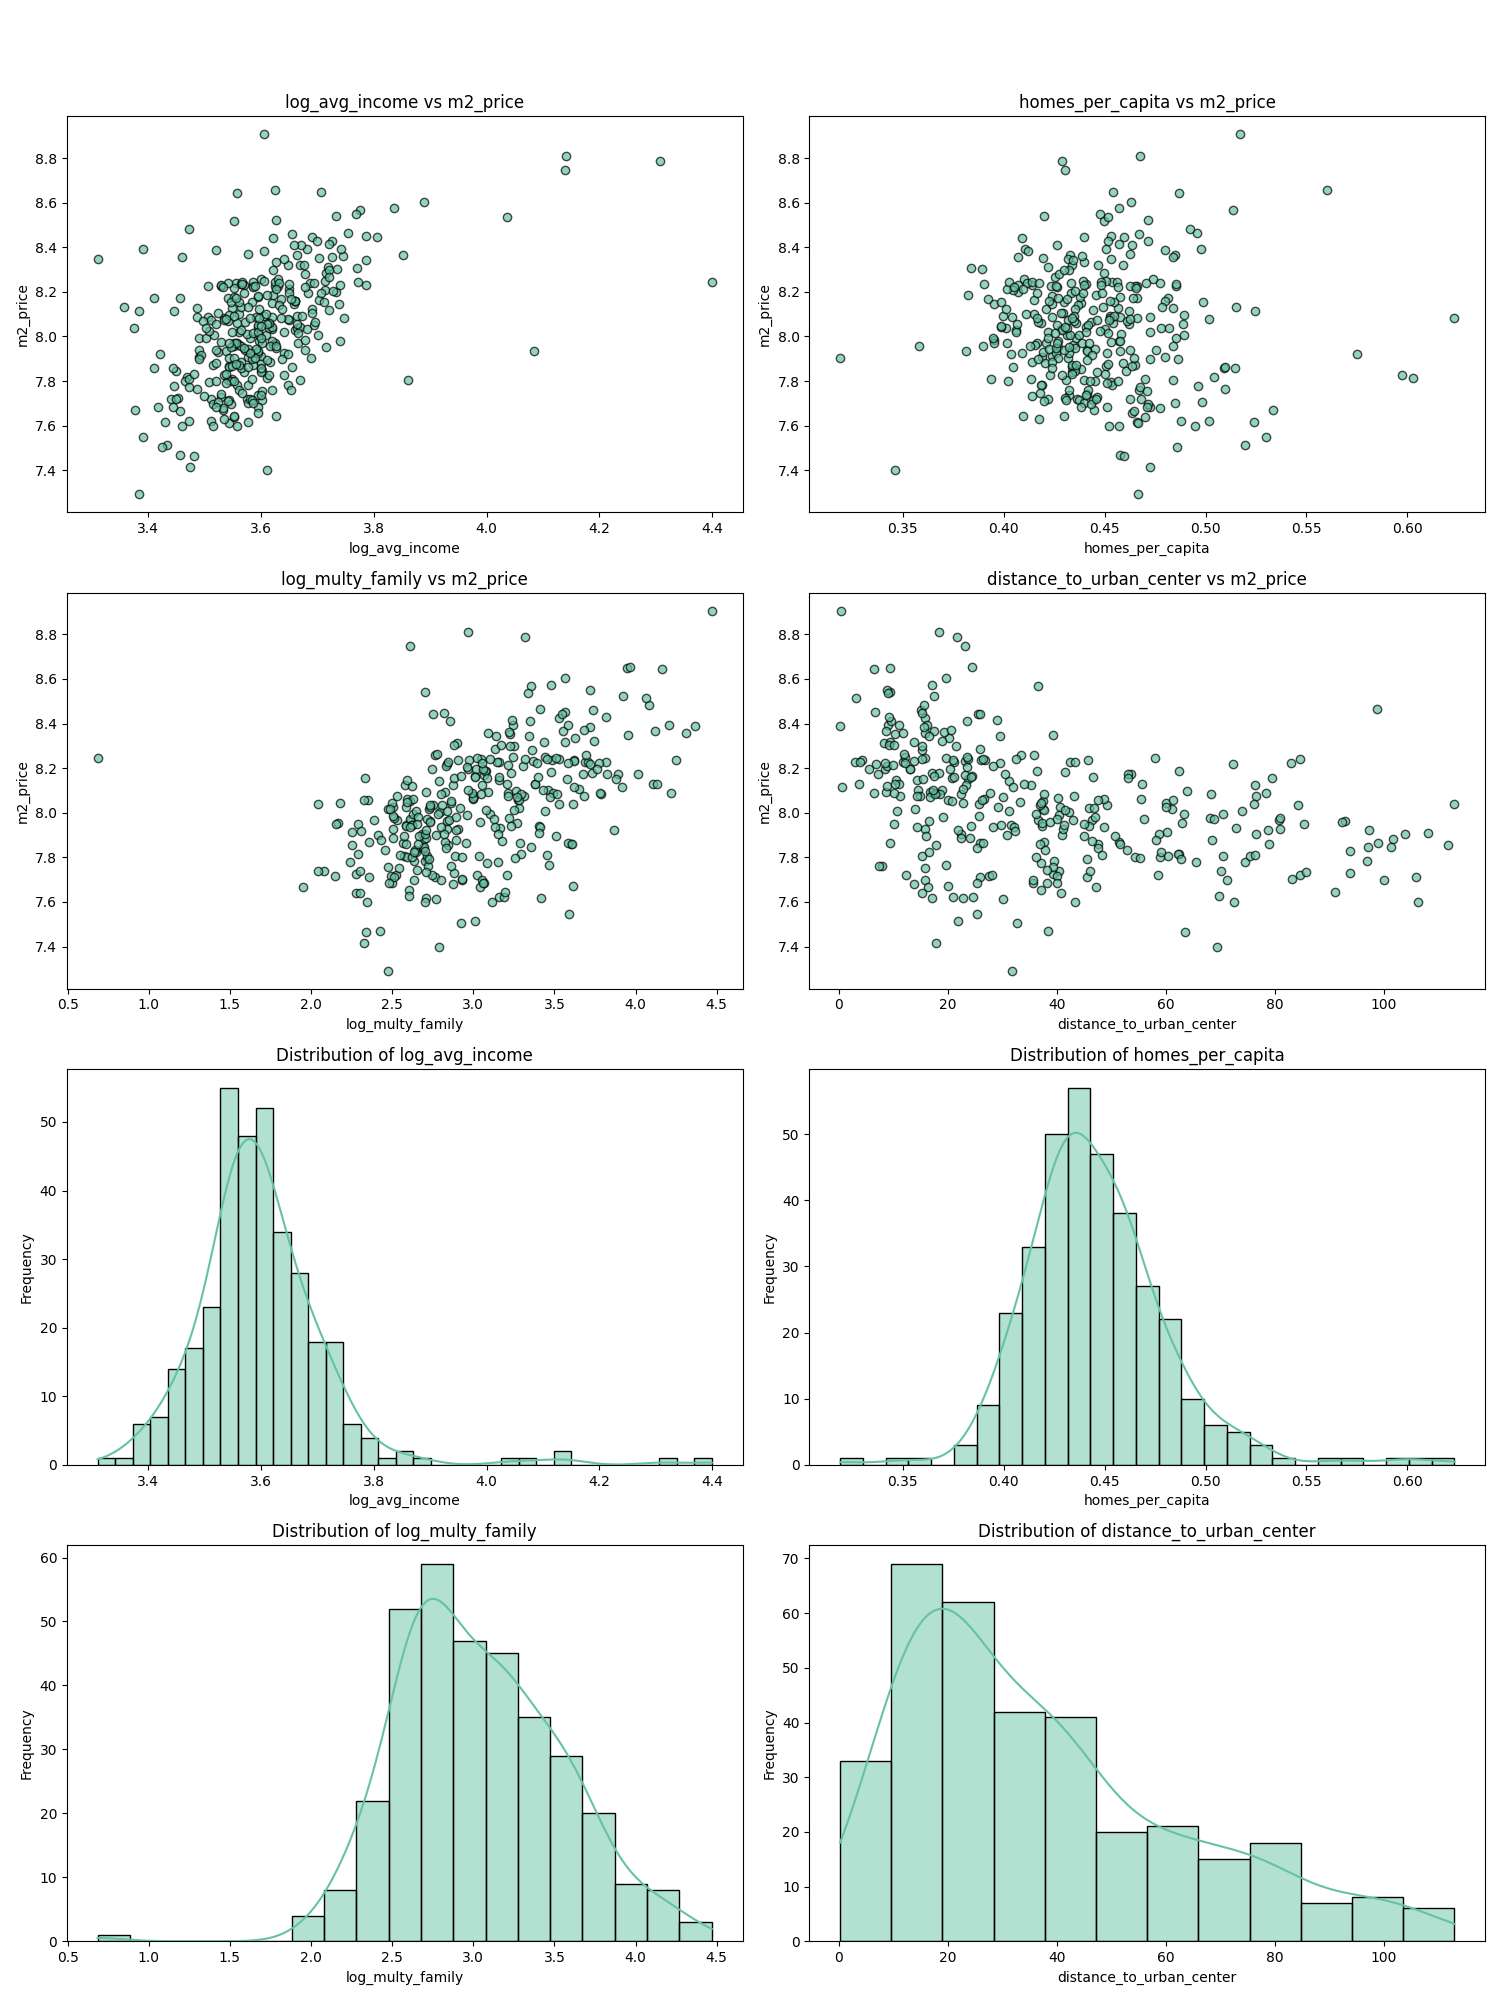 log_avg_income vs m2_price
m2_price
8.8
8.6
8.4
8.2
8.0
7.8
7.6
7.4
3.4 3.6 3.8 4.0 4.2 4.4
log_avg_income
homes_per_capita vs m2_price
m2_price
8.8
8.6
8.4
8.2
8.0
7.8
7.6
7.4
0.35 0.40 0.45 0.50 0.55 0.60
homes_per_capita
log_multy_family vs m2_price
m2_price
8.8
8.6
8.4
8.2
8.0
7.8
7.6
7.4
0.5 1.0 1.5 2.0 2.5 3.0 3.5 4.0 4.5
log_multy_family
distance_to_urban_center vs m2_price
m2_price
8.8
8.6
8.4
8.2
8.0
7.8
7.6
7.4
0 20 40 60 80 100
distance_to_urban_center
Distribution of log_avg_income
Frequency
50
40
30
20
10
0
3.4 3.6 3.8 4.0 4.2 4.4
log_avg_income
Distribution of homes_per_capita
Frequency
50
40
30
20
10
0
0.35 0.40 0.45 0.50 0.55 0.60
homes_per_capita
Distribution of log_multy_family
Frequency
60
50
40
30
20
10
0
0.5 1.0 1.5 2.0 2.5 3.0 3.5 4.0 4.5
log_multy_family
Distribution of distance_to_urban_center
Frequency
70
60
50
40
30
20
10
0
0 20 40 60 80 100
distance_to_urban_center